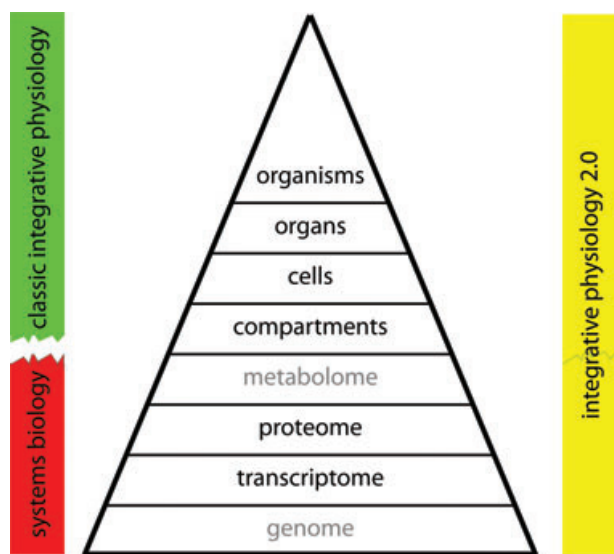 classic integrative physiology
systems biology
organisms
organs
cells
compartments
metabolome
proteome
transcriptome
genome
integrative physiology 2.0